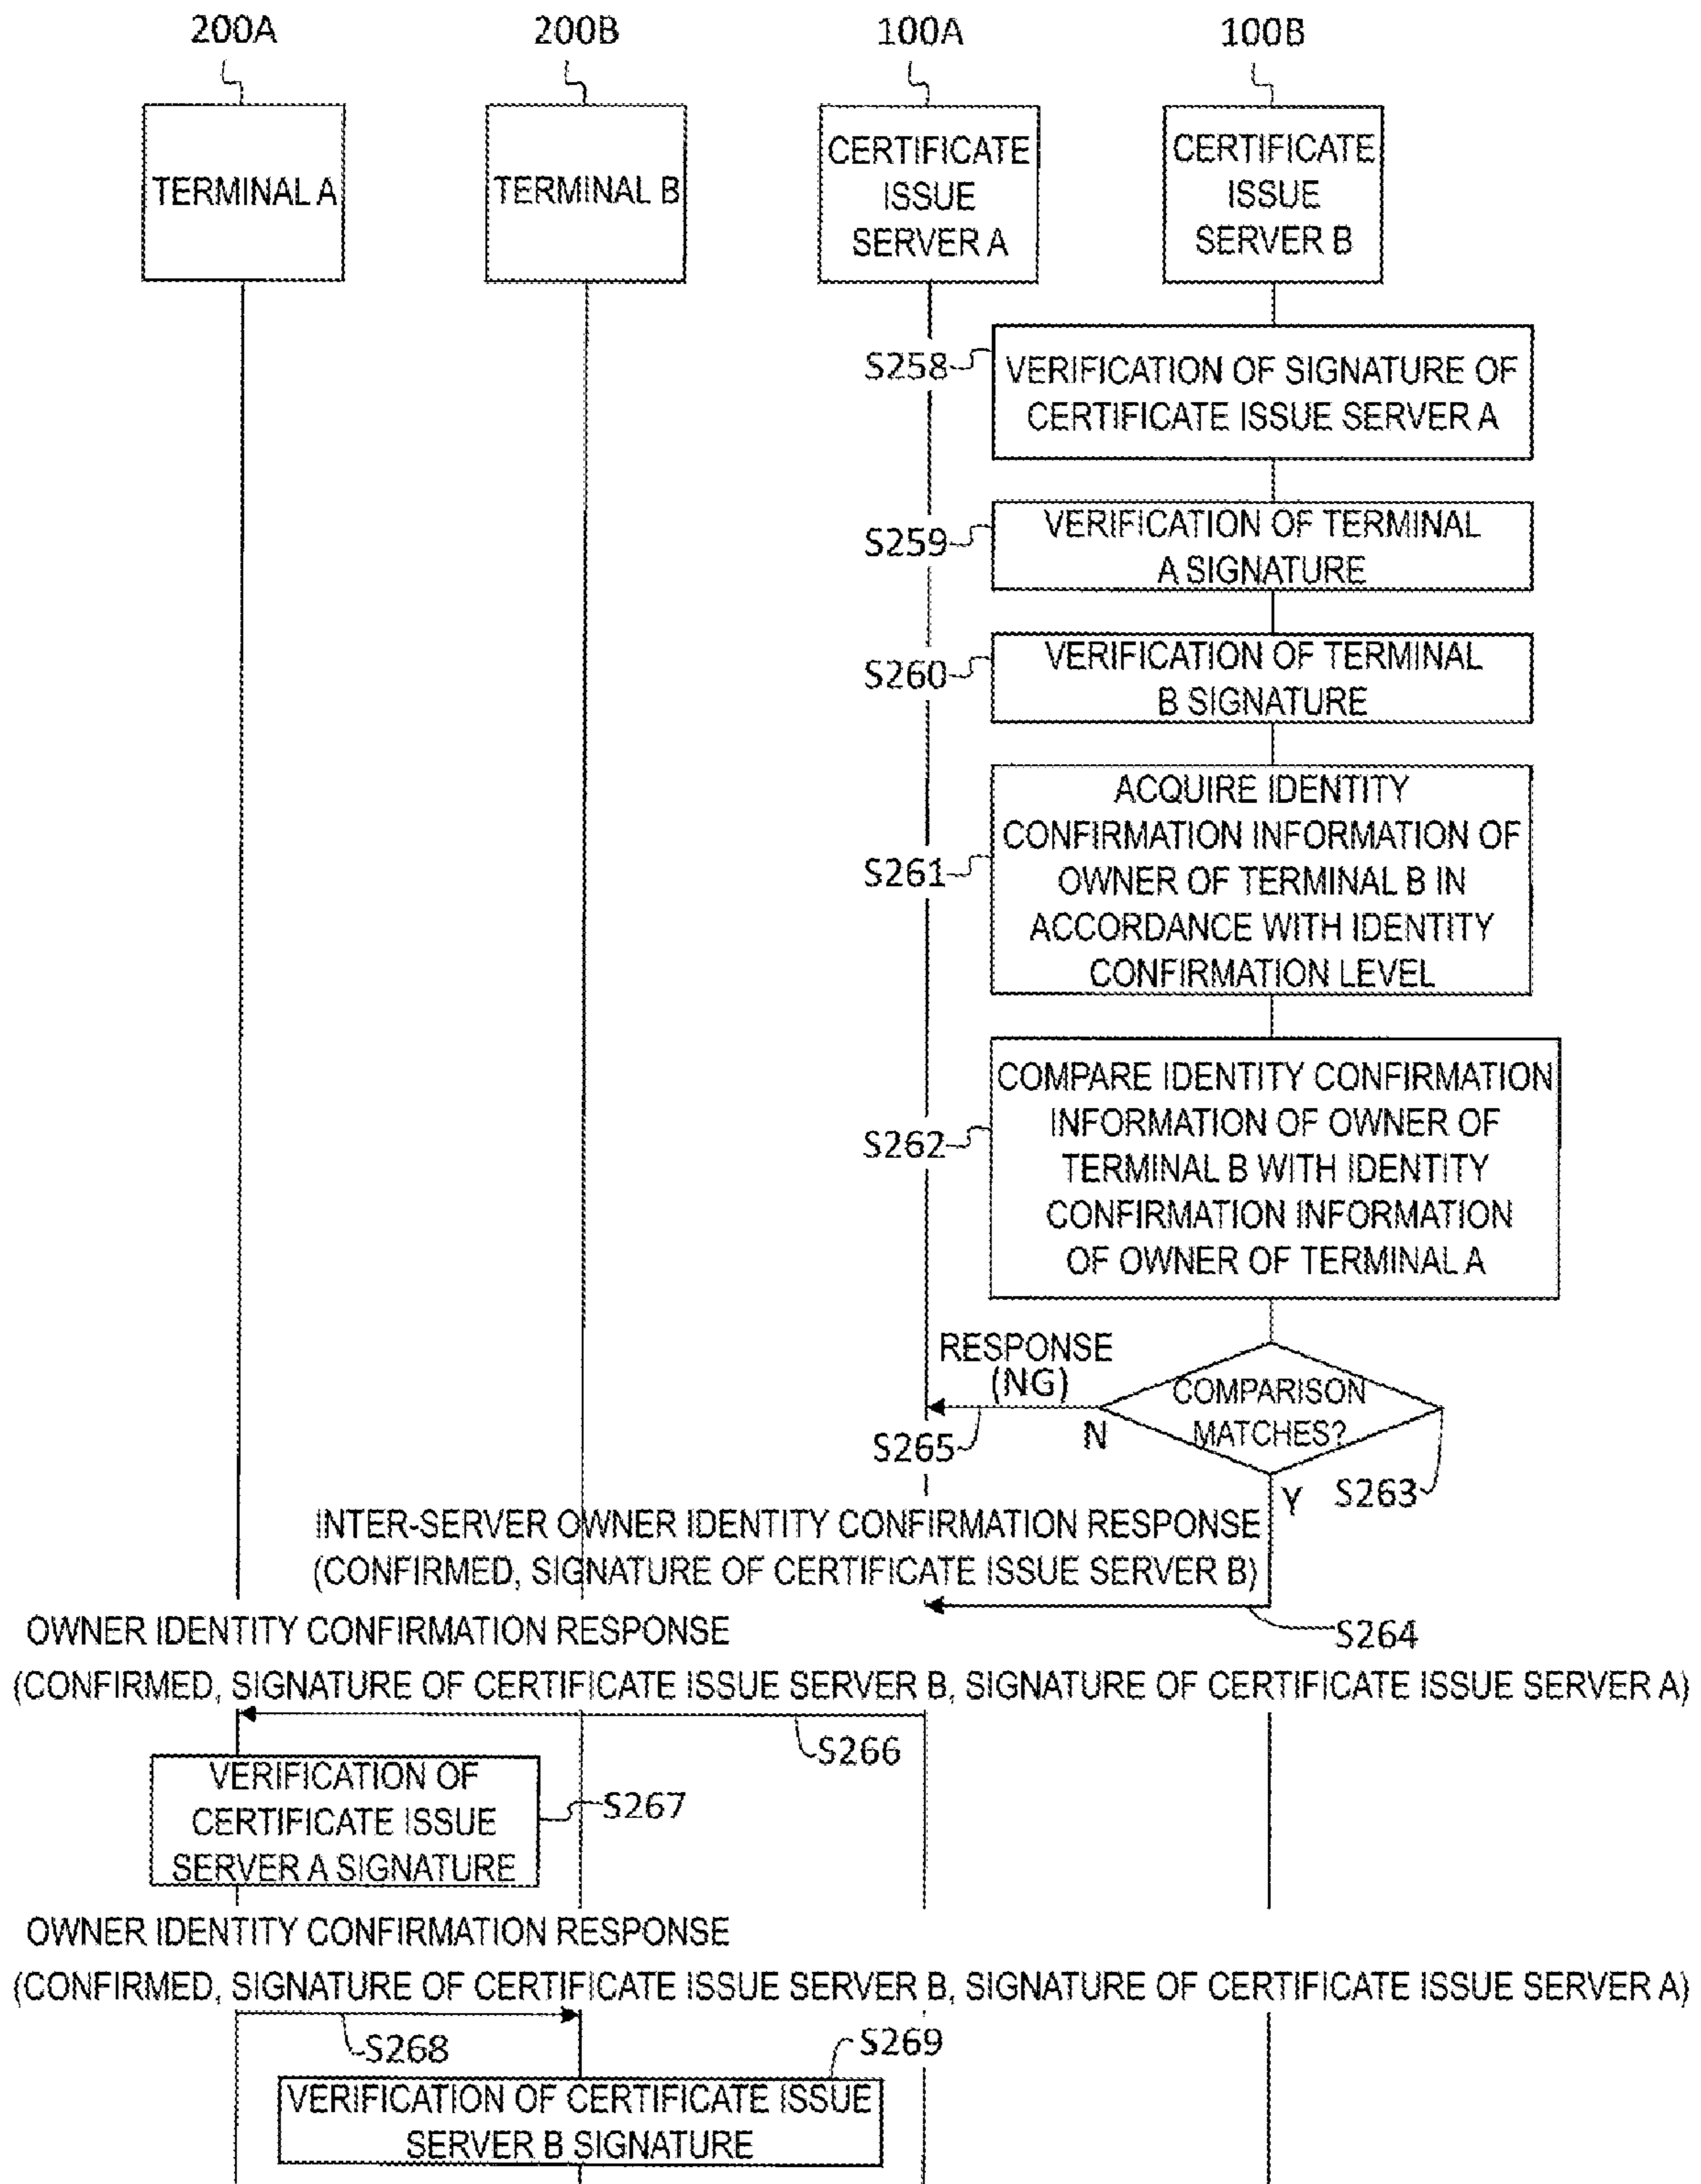 200A
200B
100A
100B
TERMINAL A
TERMINAL B
CERTIFICATE
ISSUE
SERVER A
CERTIFICATE
ISSUE
SERVER B
S258
VERIFICATION OF SIGNATURE OF
CERTIFICATE ISSUE SERVER A
S259
VERIFICATION OF TERMINAL
A SIGNATURE
S260
VERIFICATION OF TERMINAL
B SIGNATURE
S261
ACQUIRE IDENTITY
CONFIRMATION INFORMATION OF
OWNER OF TERMINAL B IN
ACCORDANCE WITH IDENTITY
CONFIRMATION LEVEL
S262
COMPARE IDENTITY CONFIRMATION
INFORMATION OF OWNER OF
TERMINAL B WITH IDENTITY
CONFIRMATION INFORMATION
OF OWNER OF TERMINAL A
RESPONSE
(NG)
COMPARISON
MATCHES?
N
S265
Y
S263
INTER-SERVER OWNER IDENTITY CONFIRMATION RESPONSE
(CONFIRMED, SIGNATURE OF CERTIFICATE ISSUE SERVER B)
S264
OWNER IDENTITY CONFIRMATION RESPONSE
(CONFIRMED, SIGNATURE OF CERTIFICATE ISSUE SERVER B, SIGNATURE OF CERTIFICATE ISSUE SERVER A)
S266
VERIFICATION OF
CERTIFICATE ISSUE
SERVER A SIGNATURE
S267
OWNER IDENTITY CONFIRMATION RESPONSE
(CONFIRMED, SIGNATURE OF CERTIFICATE ISSUE SERVER B, SIGNATURE OF CERTIFICATE ISSUE SERVER A)
S268
S269
VERIFICATION OF CERTIFICATE ISSUE
SERVER B SIGNATURE